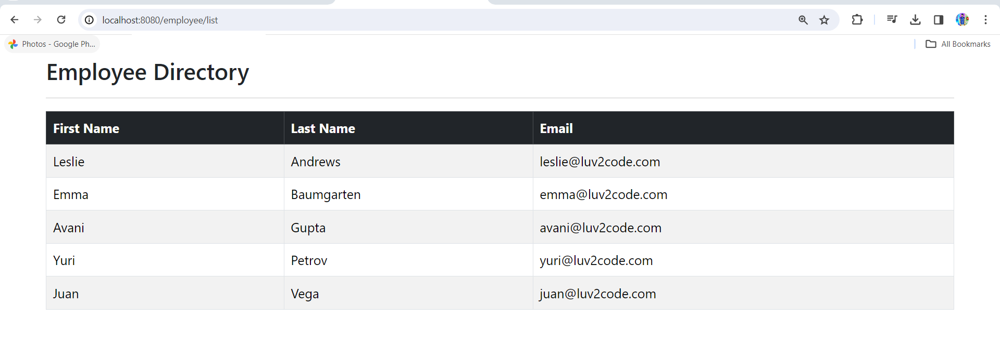 localhost:8080/employee/list
Photos - Google Ph...
All Bookmarks
Employee Directory
First Name Last Name Email
Leslie Andrews leslie@luv2code.com
Emma Baumgarten emma@luv2code.com
Avani Gupta avani@luv2code.com
Yuri Petrov yuri@luv2code.com
Juan Vega juan@luv2code.com